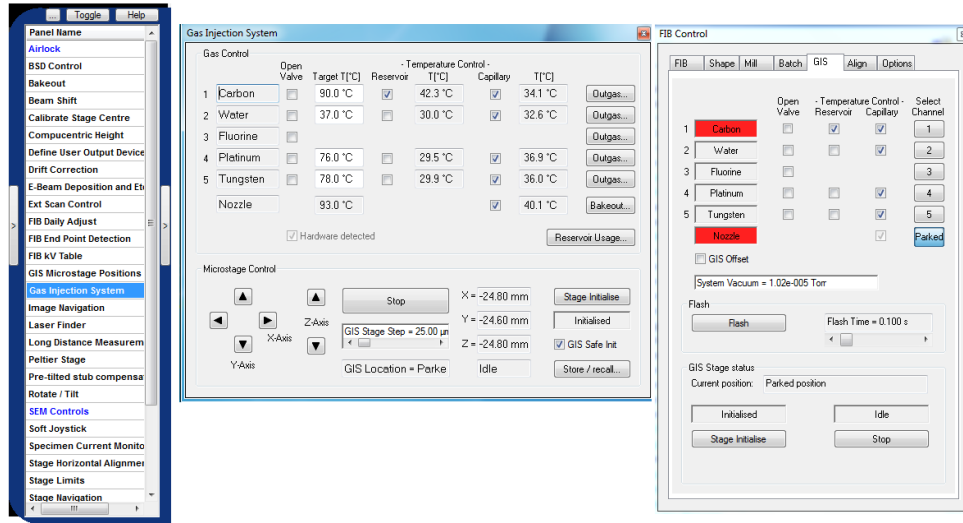 ... Toggle Help
Panel Name
Airlock
BSD Control
Bakeout
Beam Shift
Calibrate Stage Centre
Compucentric Height
Define User Output Device
Drift Correction
E-Beam Deposition and Et
Ext Scan Control
FIB Daily Adjust
FIB End Point Detection
FIB kV Table
GIS Microstage Positions
Gas Injection System
Image Navigation
Laser Finder
Long Distance Measurem
Peltier Stage
Pre-tilted stub compensa
Rotate / Tilt
SEM Controls
Soft Joystick
Specimen Current Monito
Stage Horizontal Alignmen
Stage Limits
Stage Navigation
Gas Injection System
Gas Control
Open Valve Target T[°C] - Temperature Control - Reservoir T[°C] Capillary T[°C]
1 Carbon 90.0 °C 42.3 °C 34.1 °C Outgas...
2 Water 37.0 °C 30.0 °C 32.6 °C Outgas...
3 Fluorine Outgas...
4 Platinum 76.0 °C 29.5 °C 36.9 °C Outgas...
5 Tungsten 78.0 °C 29.9 °C 36.0 °C Outgas...
Nozzle 93.0 °C 40.1 °C Bakeout...
Hardware detected Reservoir Usage...
Microstage Control
Stop X = -24.80 mm Stage Initialise
Z-Axis X-Axis GIS Stage Step = 25.00 µm Y = -24.60 mm Initialised
Z = -24.80 mm GIS Safe Init
Y-Axis GIS Location = Parke Idle Store / recall...
FIB Control
FIB Shape Mill Batch GIS Align Options
Open Valve - Temperature Control - Reservoir Capillary Select Channel
1 Carbon 1
2 Water 2
3 Fluorine 3
4 Platinum 4
5 Tungsten 5
Nozzle Parked
GIS Offset
System Vacuum = 1.02e-005 Torr
Flash
Flash Flash Time = 0.100 s
GIS Stage status
Current position: Parked position
Initialised Idle
Stage Initialise Stop